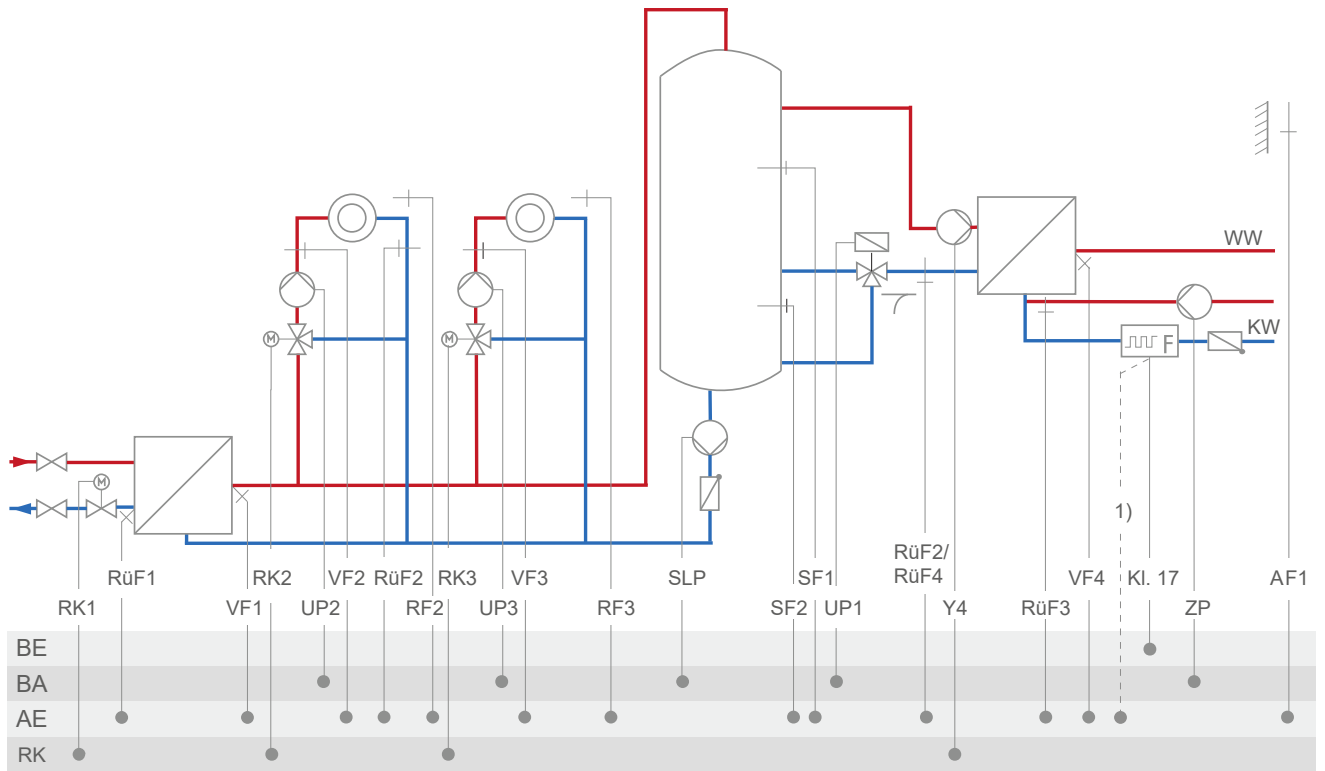 WW
KW
F
M
M
M
1)
RüF1
RK2
VF2
RüF2
RK3
VF3
SLP
SF1
RüF2/
RüF4
VF4
Kl. 17
AF1
RK1
VF1
UP2
RF2
UP3
RF3
SF2
UP1
Y4
RüF3
ZP
BE
BA
AE
RK